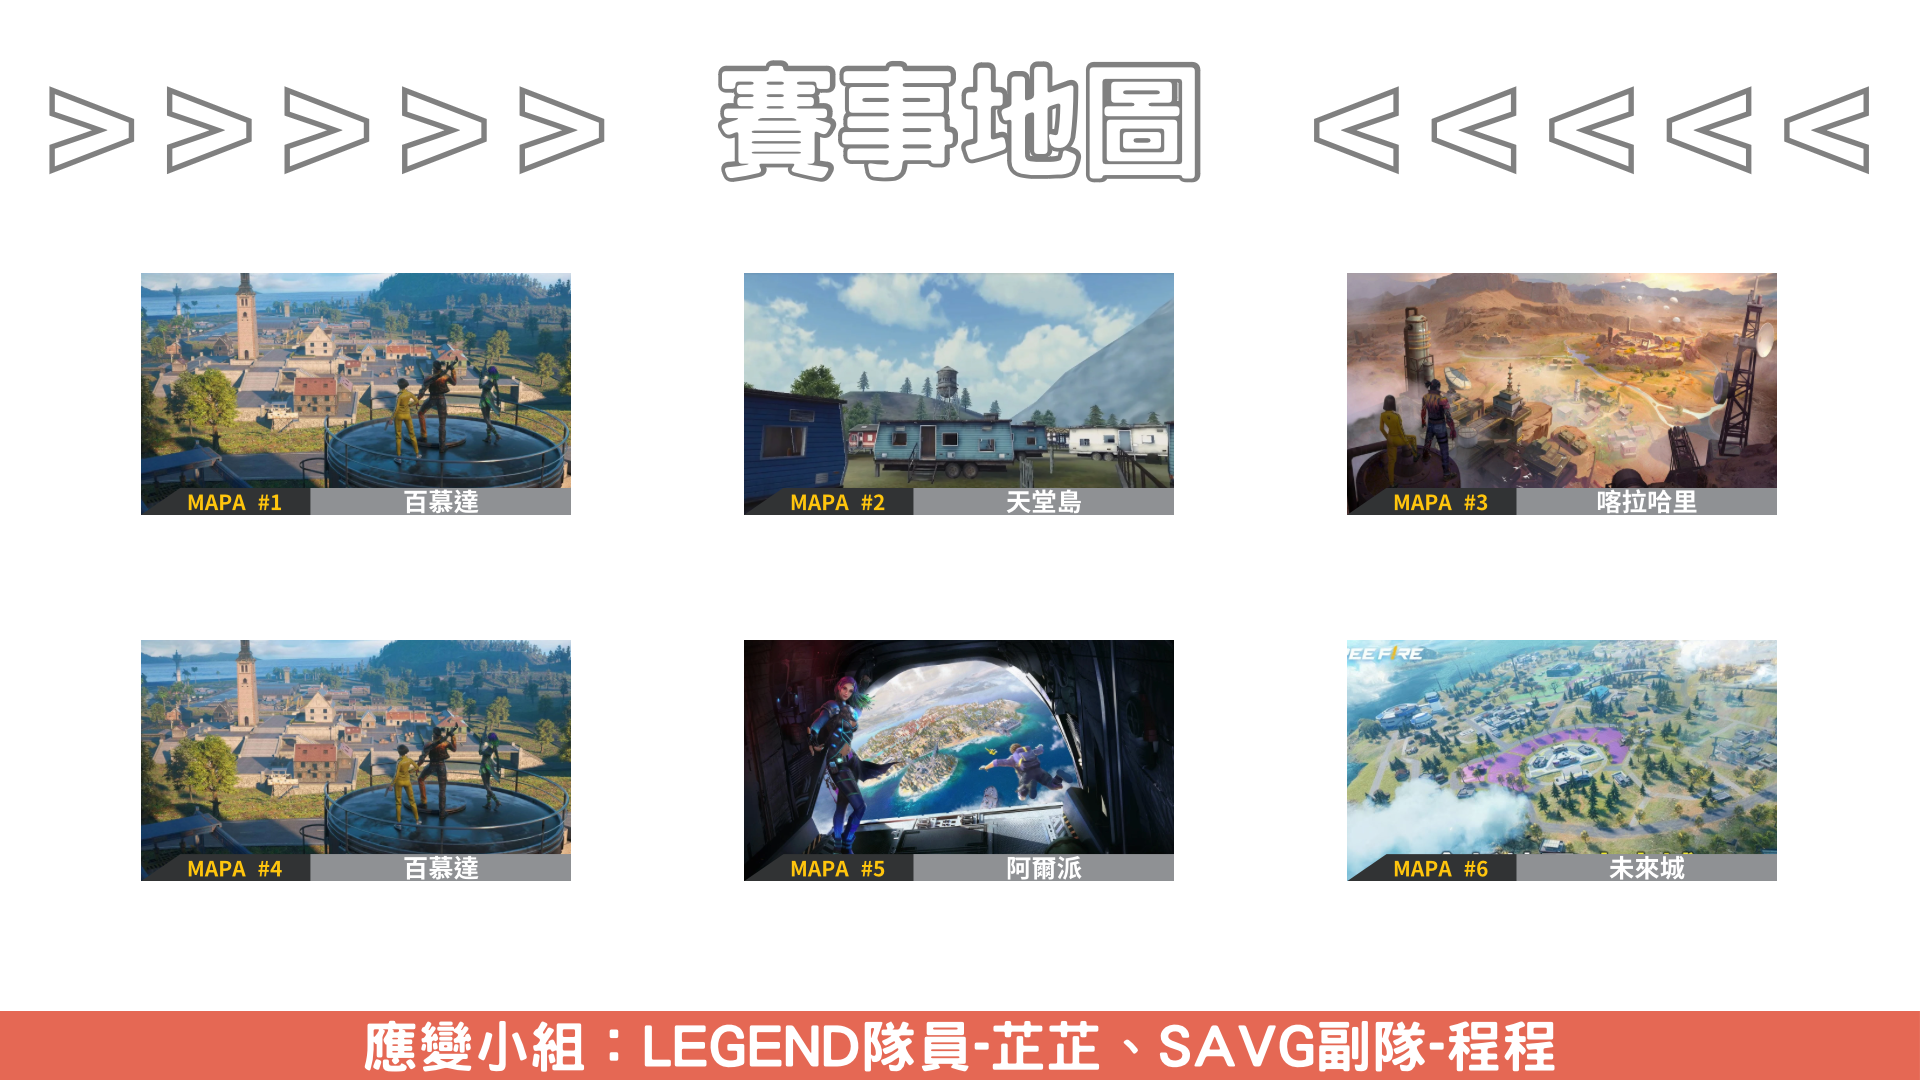 > > > > > 賽事地圖 < < < < <
MAPA #1 百慕達
MAPA #2 天堂島
MAPA #3 喀拉哈里
MAPA #4 百慕達
MAPA #5 阿爾派
EE FIRE
MAPA #6 未來城
應變小組：LEGEND隊員-芷芷、SAVG副隊-程程